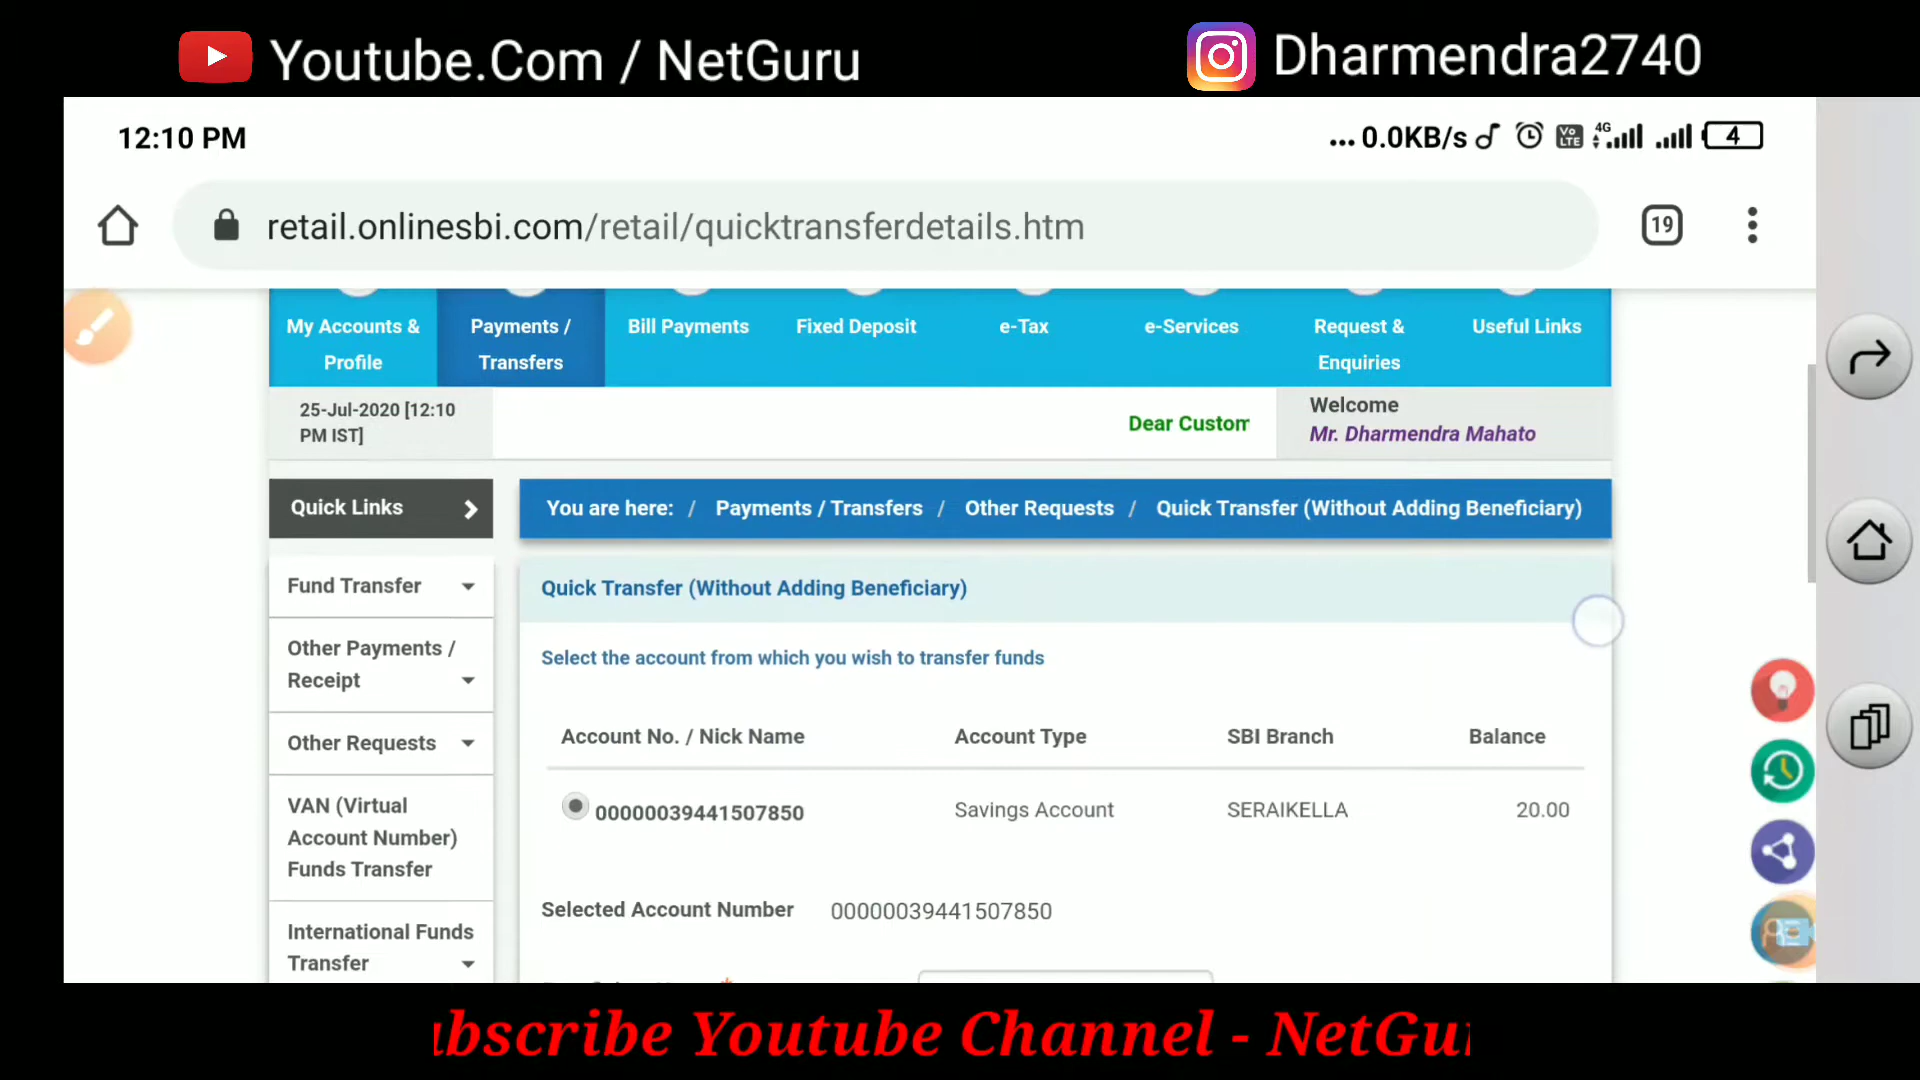 Youtube.Com / NetGuru
Dharmendra2740
12:10 PM
... 0.0KB/s
Vo
LTE
4G
4
retail.onlinesbi.com/retail/quicktransferdetails.htm
19
My Accounts &
Profile
Payments /
Transfers
Bill Payments
Fixed Deposit
e-Tax
e-Services
Request &
Enquiries
Useful Links
25-Jul-2020 [12:10
PM IST]
Dear Custom
Welcome
Mr. Dharmendra Mahato
Quick Links
You are here: / Payments / Transfers / Other Requests / Quick Transfer (Without Adding Beneficiary)
Fund Transfer
Other Payments /
Receipt
Other Requests
VAN (Virtual
Account Number)
Funds Transfer
International Funds
Transfer
Quick Transfer (Without Adding Beneficiary)
Select the account from which you wish to transfer funds
Account No. / Nick Name Account Type SBI Branch Balance
00000039441507850 Savings Account SERAIKELLA 20.00
Selected Account Number 00000039441507850
ubscribe Youtube Channel - NetGu